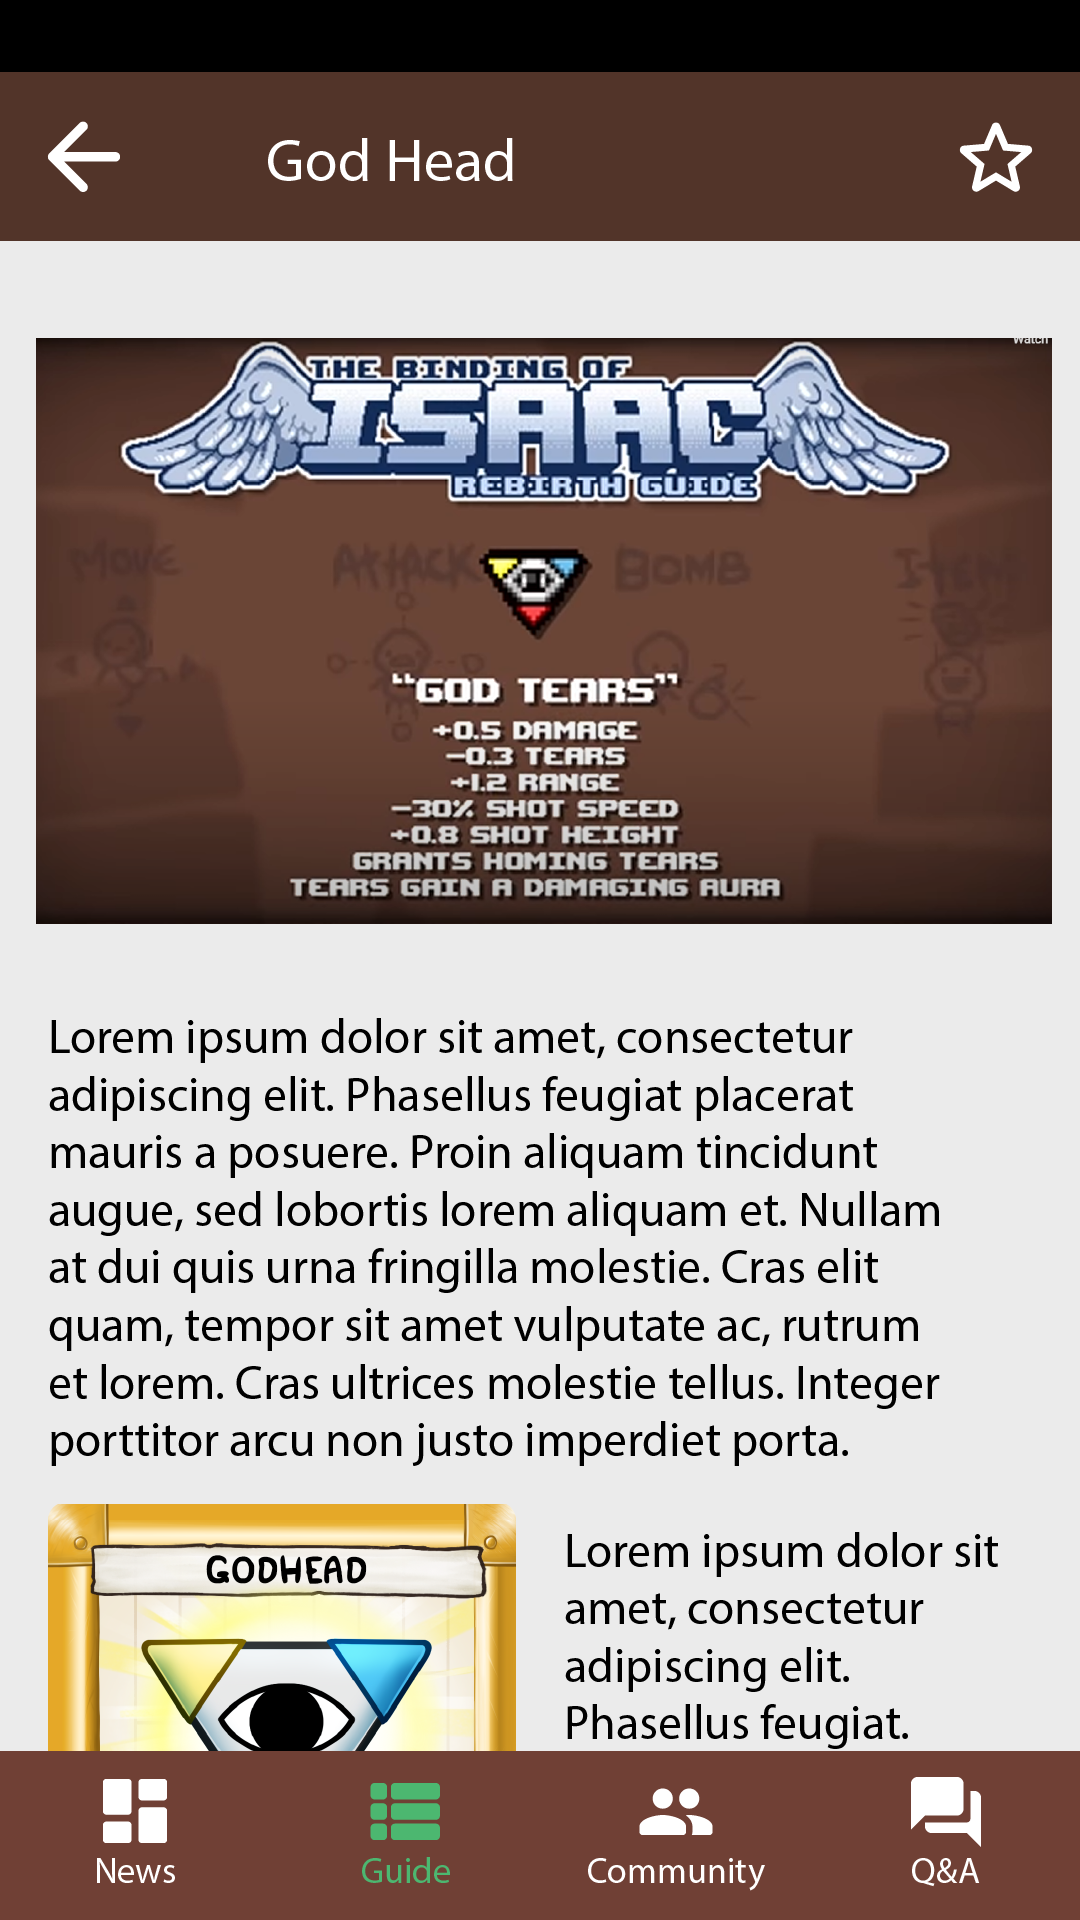 God Head
Watch
THE BINDING OF
ISAAC
REBIRTH GUIDE
MOVE ATTACK BOMB ITEM
"GOD TEARS"
+0.5 DAMAGE
-0.3 TEARS
+1.2 RANGE
-30% SHOT SPEED
+0.8 SHOT HEIGHT
GRANTS HOMING TEARS
TEARS GAIN A DAMAGING AURA
Lorem ipsum dolor sit amet, consectetur
adipiscing elit. Phasellus feugiat placerat
mauris a posuere. Proin aliquam tincidunt
augue, sed lobortis lorem aliquam et. Nullam
at dui quis urna fringilla molestie. Cras elit
quam, tempor sit amet vulputate ac, rutrum
et lorem. Cras ultrices molestie tellus. Integer
porttitor arcu non justo imperdiet porta.
GODHEAD
Lorem ipsum dolor sit
amet, consectetur
adipiscing elit.
Phasellus feugiat.
News Guide Community Q&A